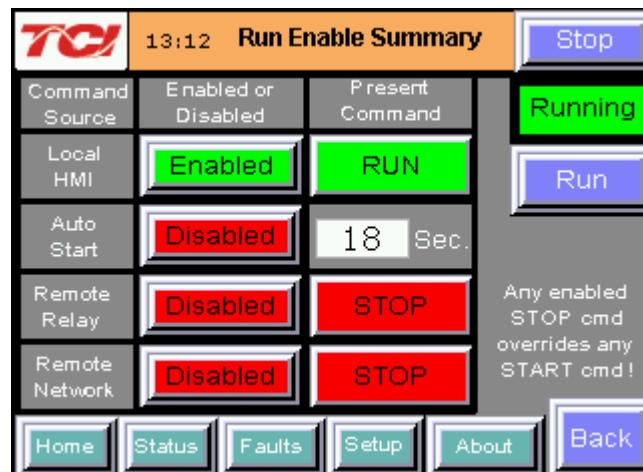 TCI 13:12 Run Enable Summary Stop
Command Source Enabled or Disabled Present Command Running
Local HMI Enabled RUN Run
Auto Start Disabled 18 Sec.
Remote Relay Disabled STOP
Remote Network Disabled STOP
Any enabled
STOP cmd
overrides any
START cmd!
Home Status Faults Setup About Back